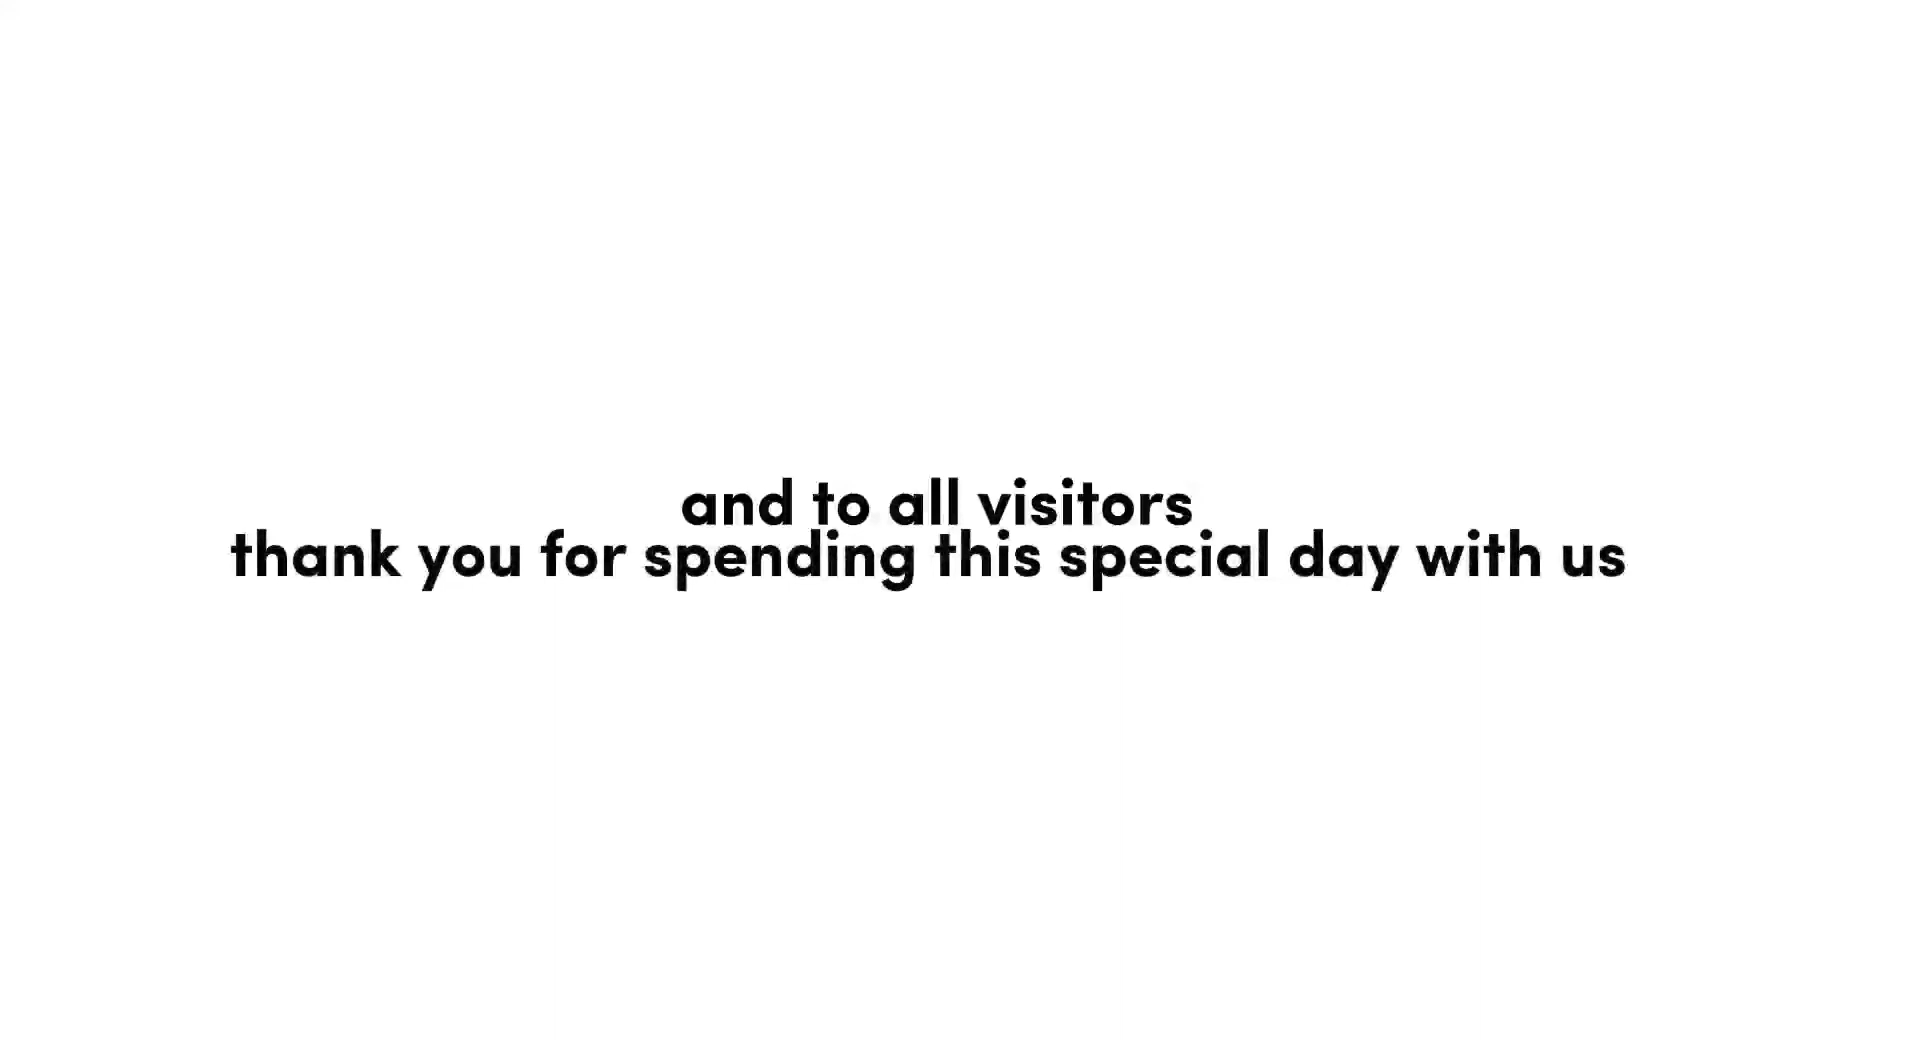 and to all visitors
thank you for spending this special day with us